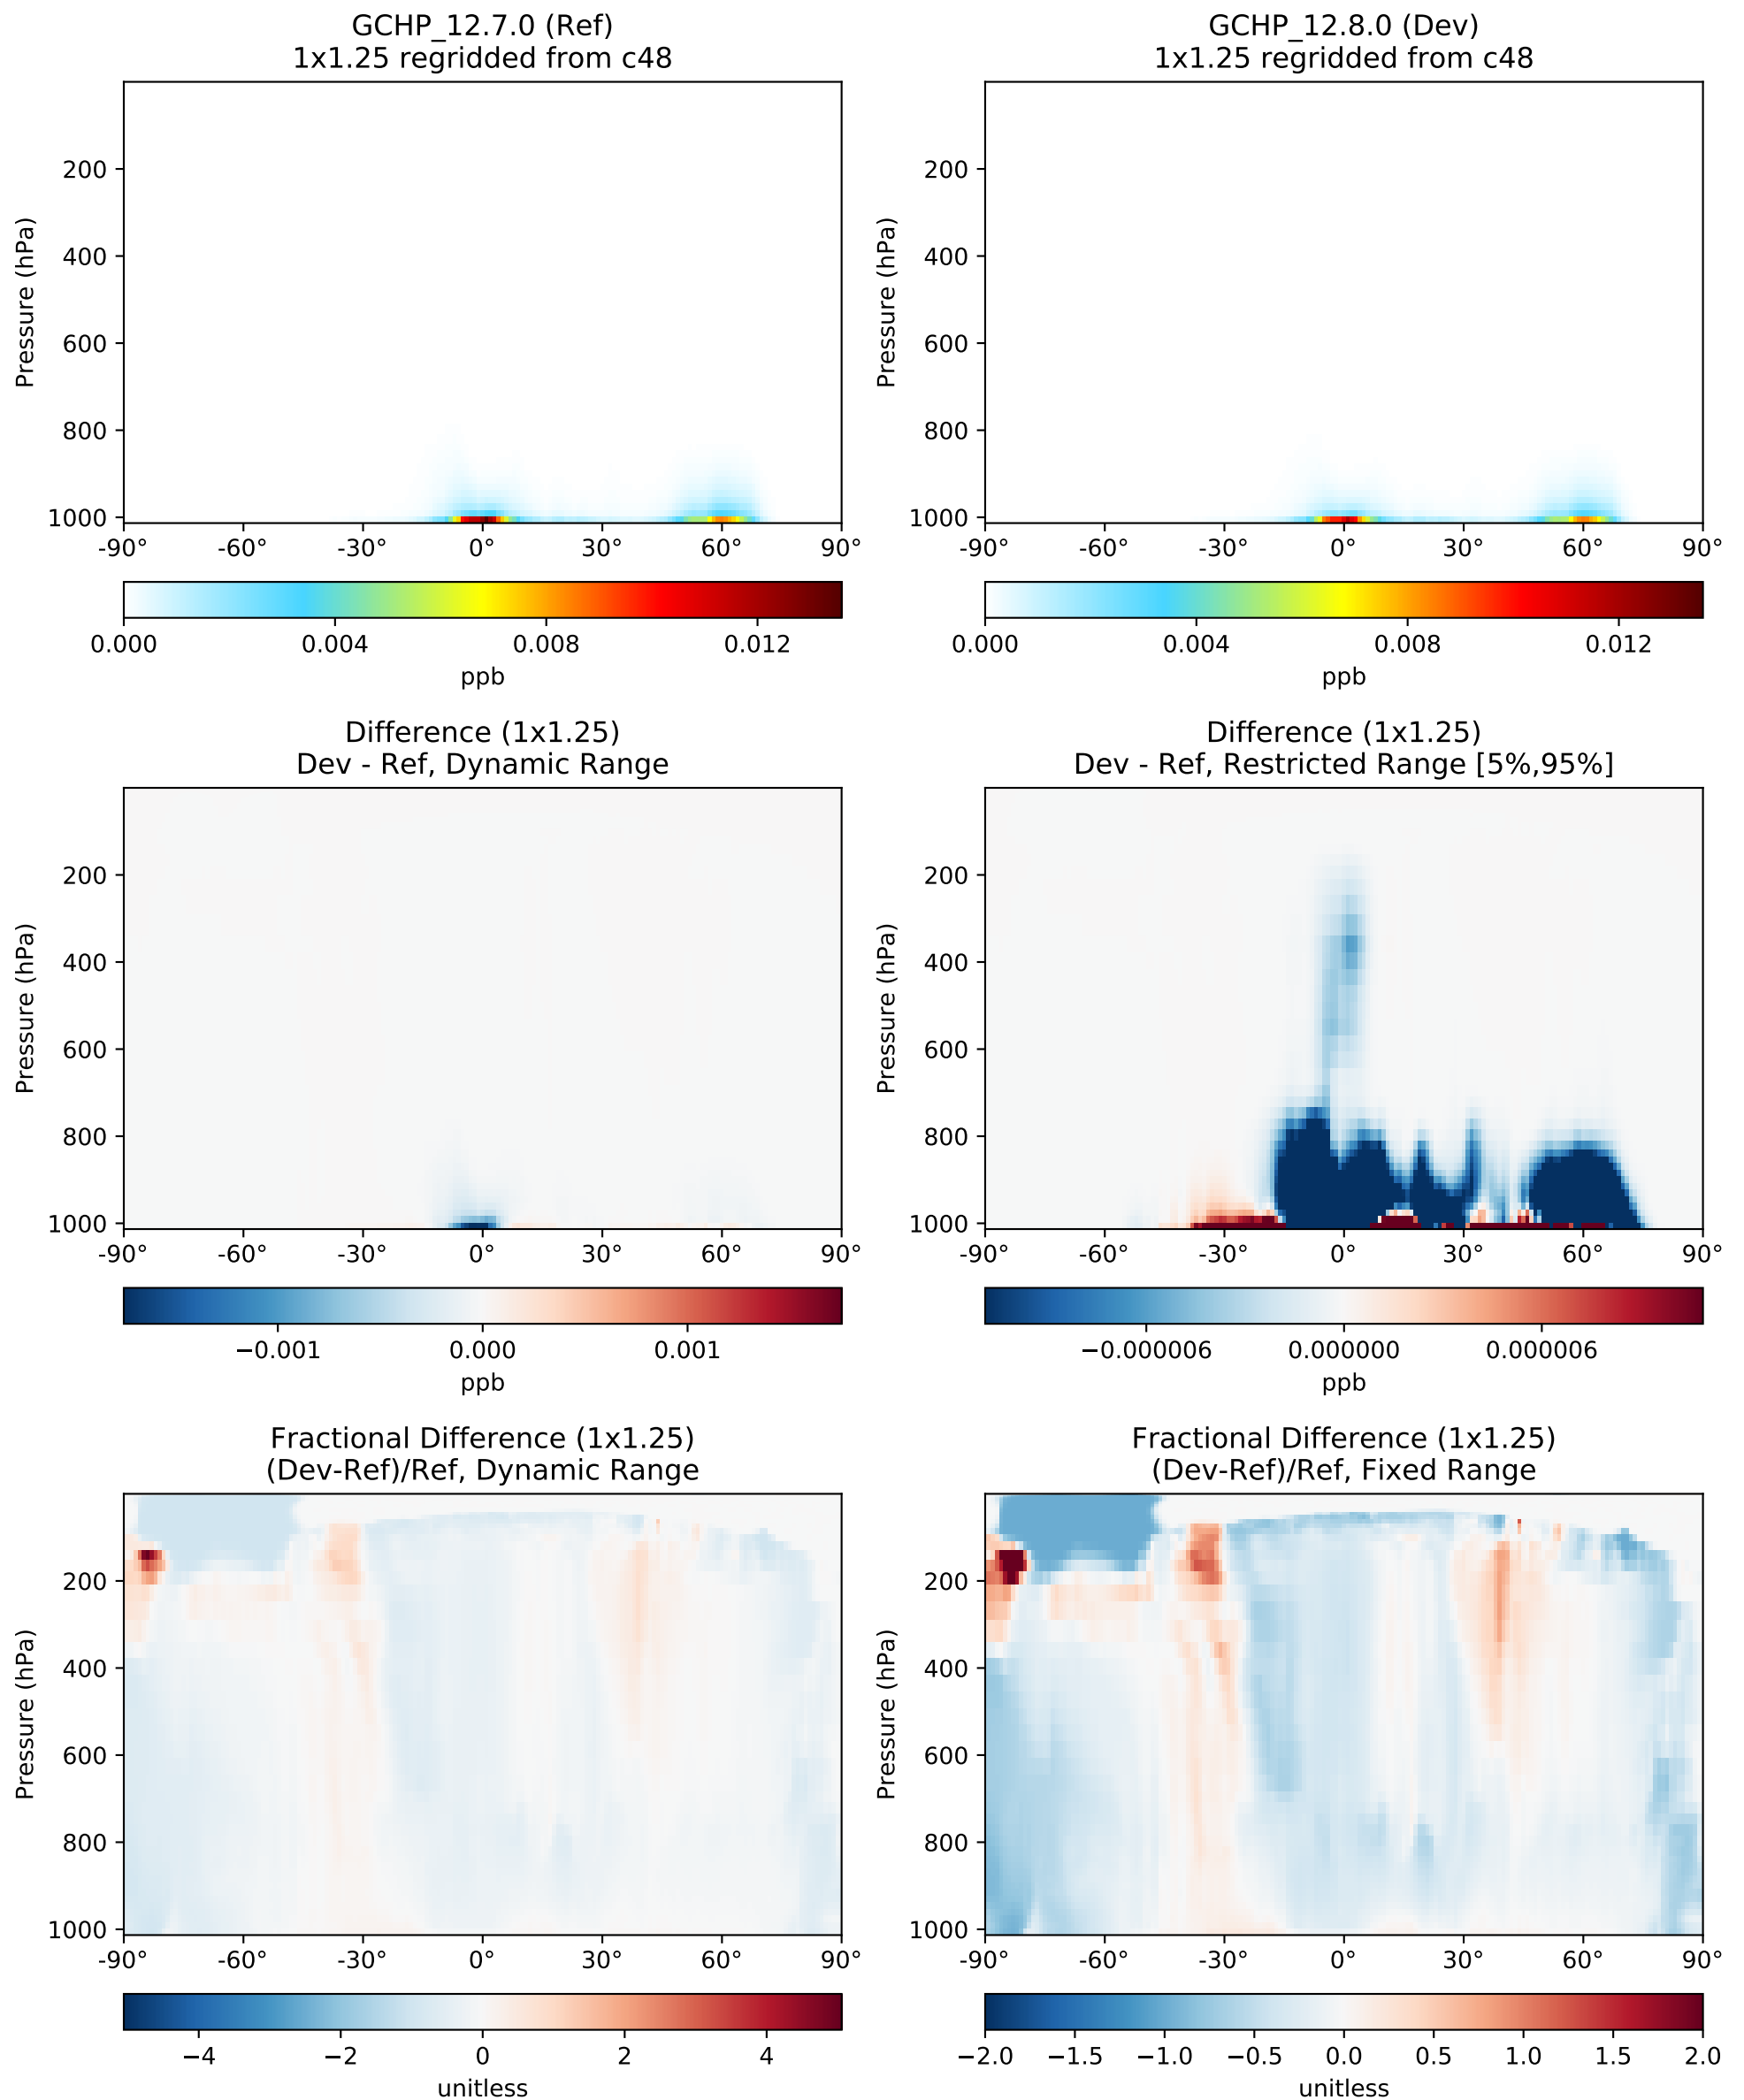 GCHP_12.7.0 (Ref)
1x1.25 regridded from c48
GCHP_12.8.0 (Dev)
1x1.25 regridded from c48
Pressure (hPa)
200
400
600
800
1000
-90° -60° -30° 0° 30° 60° 90°
0.000 0.004 0.008 0.012
ppb
Pressure (hPa)
200
400
600
800
1000
-90° -60° -30° 0° 30° 60° 90°
0.000 0.004 0.008 0.012
ppb
Difference (1x1.25)
Dev - Ref, Dynamic Range
Difference (1x1.25)
Dev - Ref, Restricted Range [5%,95%]
Pressure (hPa)
200
400
600
800
1000
-90° -60° -30° 0° 30° 60° 90°
−0.001 0.000 0.001
ppb
Pressure (hPa)
200
400
600
800
1000
-90° -60° -30° 0° 30° 60° 90°
−0.000006 0.000000 0.000006
ppb
Fractional Difference (1x1.25)
(Dev-Ref)/Ref, Dynamic Range
Fractional Difference (1x1.25)
(Dev-Ref)/Ref, Fixed Range
Pressure (hPa)
200
400
600
800
1000
-90° -60° -30° 0° 30° 60° 90°
−4 −2 0 2 4
unitless
Pressure (hPa)
200
400
600
800
1000
-90° -60° -30° 0° 30° 60° 90°
−2.0 −1.5 −1.0 −0.5 0.0 0.5 1.0 1.5 2.0
unitless